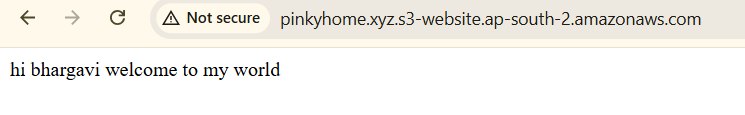 Not secure pinkyhome.xyz.s3-website.ap-south-2.amazonaws.com
hi bhargavi welcome to my world